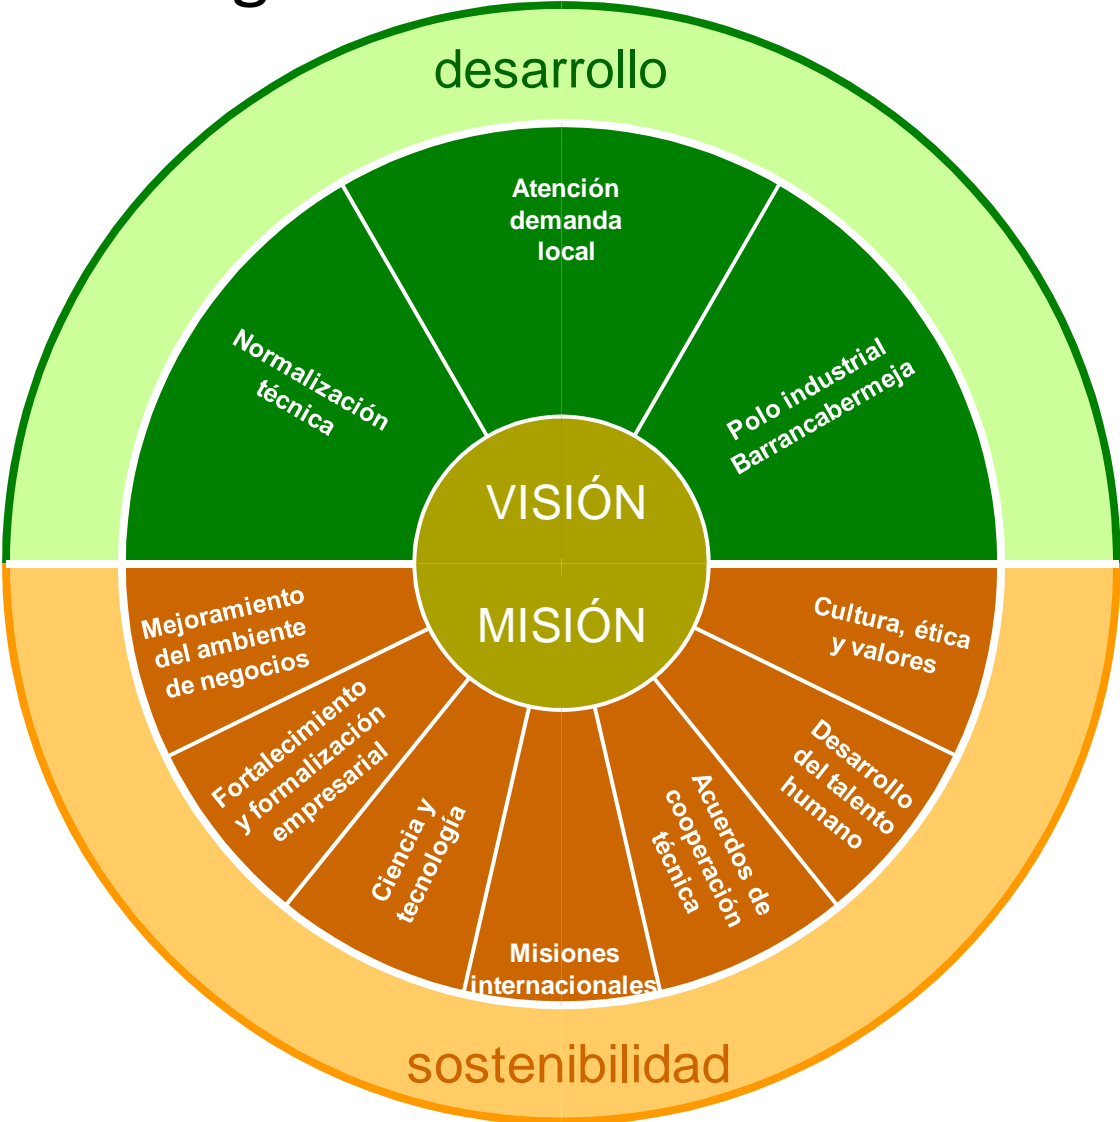 desarrollo
Atención
demanda
local
Normalización
técnica
Polo industrial
Barrancabermeja
VISIÓN
MISIÓN
Mejoramiento
del ambiente
de negocios
Fortalecimiento
y formalización
empresarial
Ciencia y
tecnología
Misiones
internacionales
Acuerdos de
cooperación
técnica
Desarrollo
del talento
humano
Cultura, ética
y valores
sostenibilidad